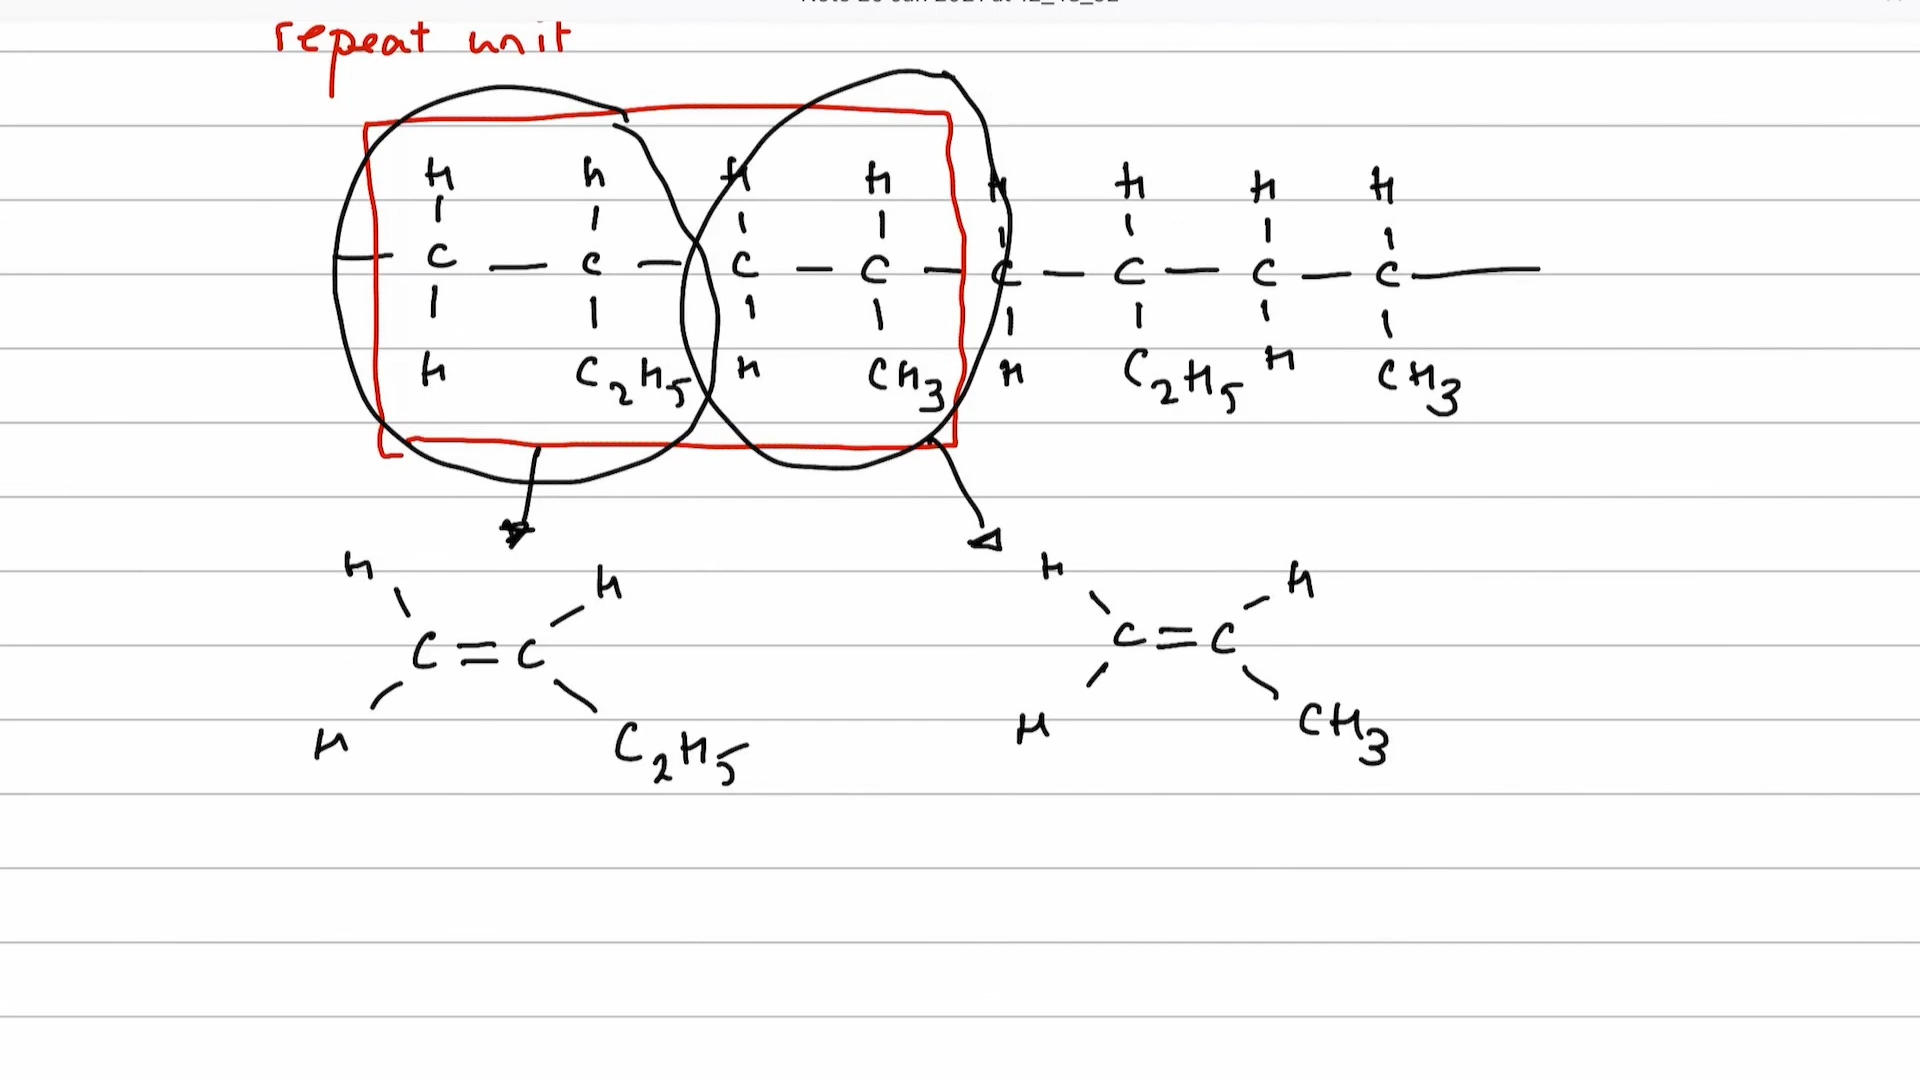 repeat unit
H H H H H H H H
C — C — C — C — C — C — C — C —
H C2H5 H CH3 H C2H5 H CH3
H H H H
C = C C = C
H C2H5 H CH3